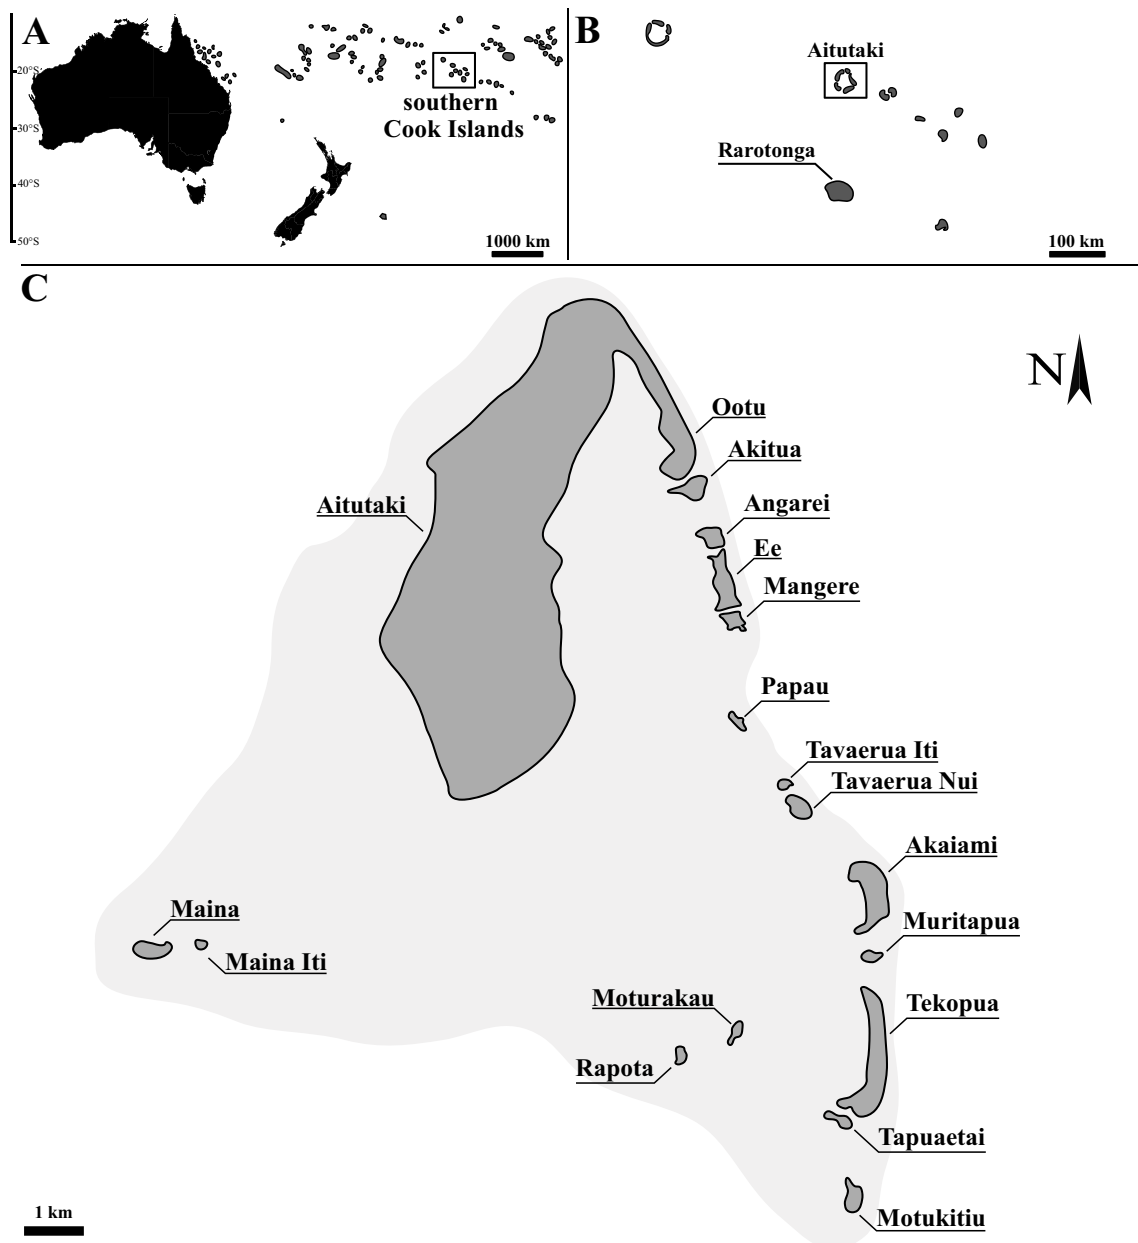 A
20°S
30°S
40°S
50°S
southern
Cook Islands
1000 km
B
Aitutaki
Rarotonga
100 km
C
N
Ootu
Akitua
Aitutaki
Angarei
Ee
Mangere
Papau
Tavaerua Iti
Tavaerua Nui
Akaiami
Maina
Muritapua
Maina Iti
Moturakau
Tekopua
Rapota
Tapuaetai
1 km
Motukitiu